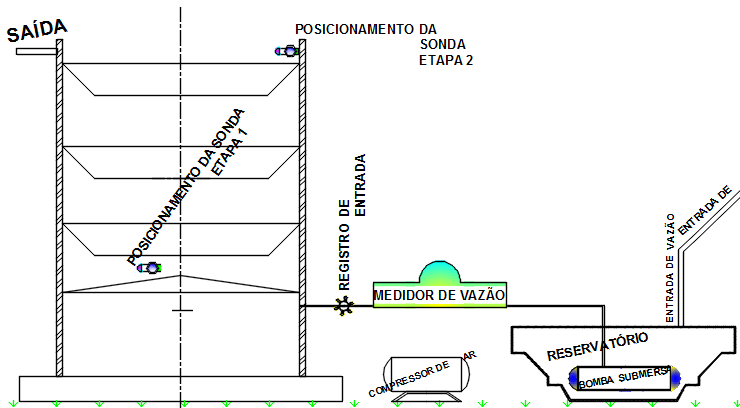 SAÍDA
POSICIONAMENTO DA
SONDA
ETAPA 2
POSICIONAMENTO DA SONDA
ETAPA 1
REGISTRO DE
ENTRADA
MEDIDOR DE VAZÃO
COMPRESSOR DE AR
RESERVATÓRIO
BOMBA SUBMERSA
ENTRADA DE VAZÃO
ENTRADA DE